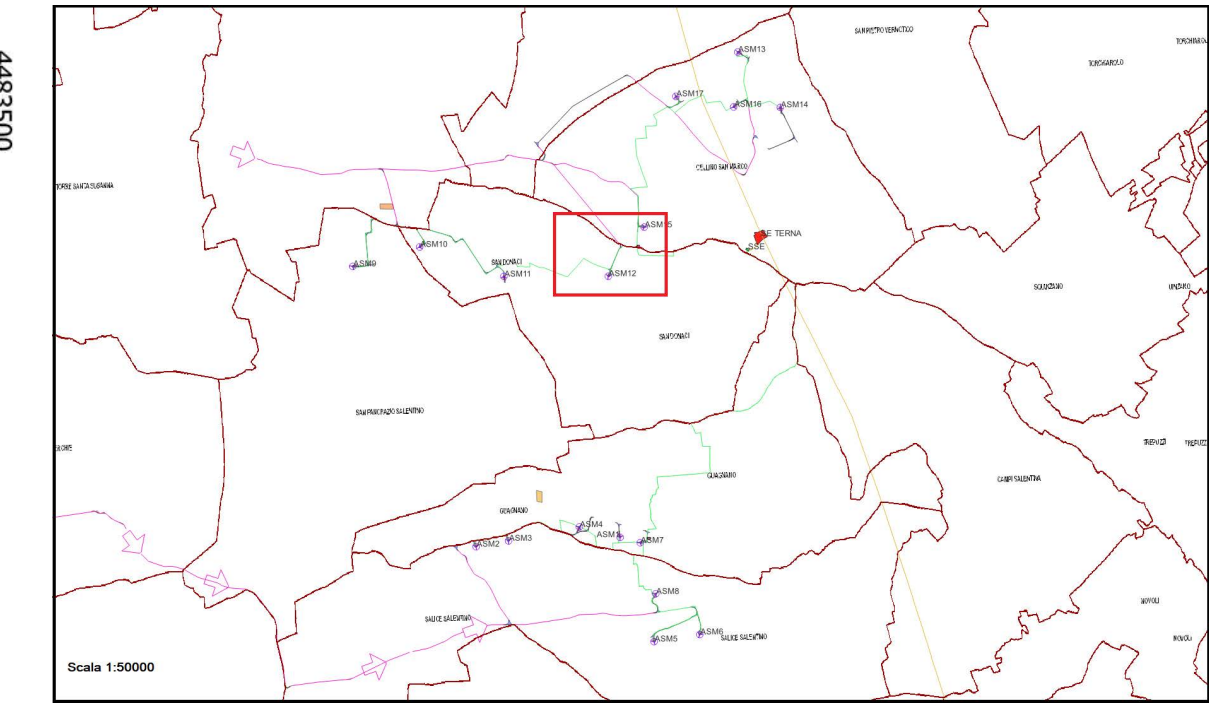 4483500
SAN PIETRO VERNOTICO
TORCHIAROLO
ASM13
ASM17
ASM16
ASM14
CELLINO SAN MARCO
TORRE SANTA SUSANNA
ASM15
SE TERNA
SSE
ASM10
ASM9
SAN DONACI
ASM11
ASM12
SQUINZANO
SAN DONACI
SAN PANCRAZIO SALENTINO
ERCHIE
TREPUZZI
TREPUZZI
GUAGNANO
CAMPI SALENTINA
GUAGNANO
ASM4
ASM2
ASM3
ASM7
ASM8
NOVOLI
SALICE SALENTINO
ASM5
ASM6
SALICE SALENTINO
NOVOLI
Scala 1:50000